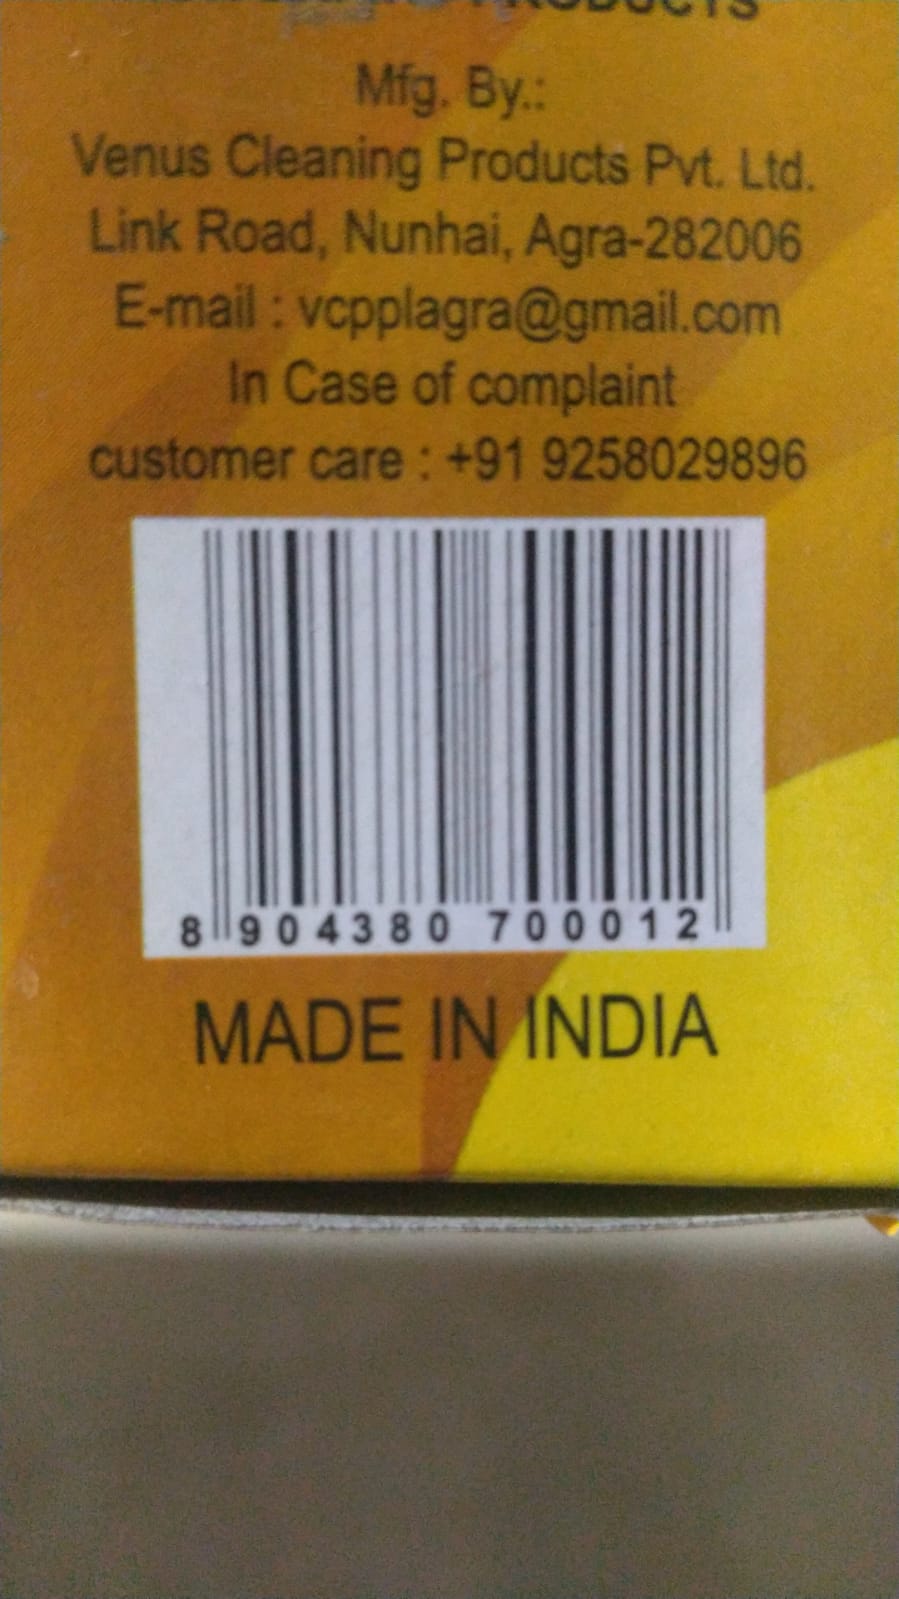 PRODUCTS
Mfg. By.:
Venus Cleaning Products Pvt. Ltd.
Link Road, Nunhai, Agra-282006
E-mail : vcpplagra@gmail.com
In Case of complaint
customer care : +91 9258029896
8 904380 700012
MADE IN INDIA